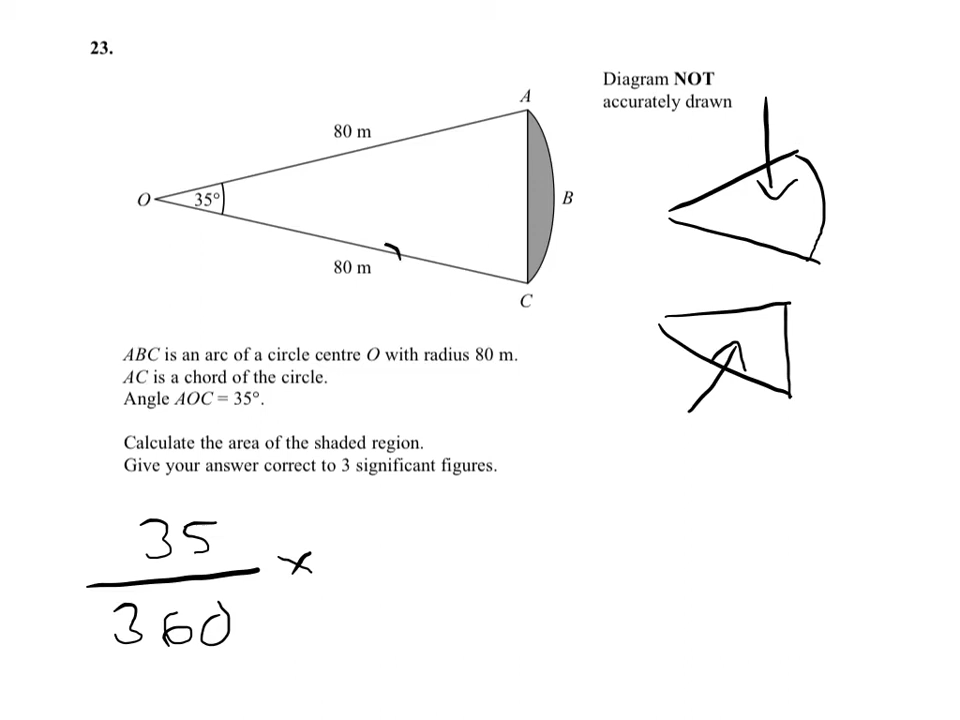 23.
Diagram NOT
accurately drawn
A
80 m
O
35°
B
80 m
C
ABC is an arc of a circle centre O with radius 80 m.
AC is a chord of the circle.
Angle AOC = 35°.
Calculate the area of the shaded region.
Give your answer correct to 3 significant figures.
35
×
360